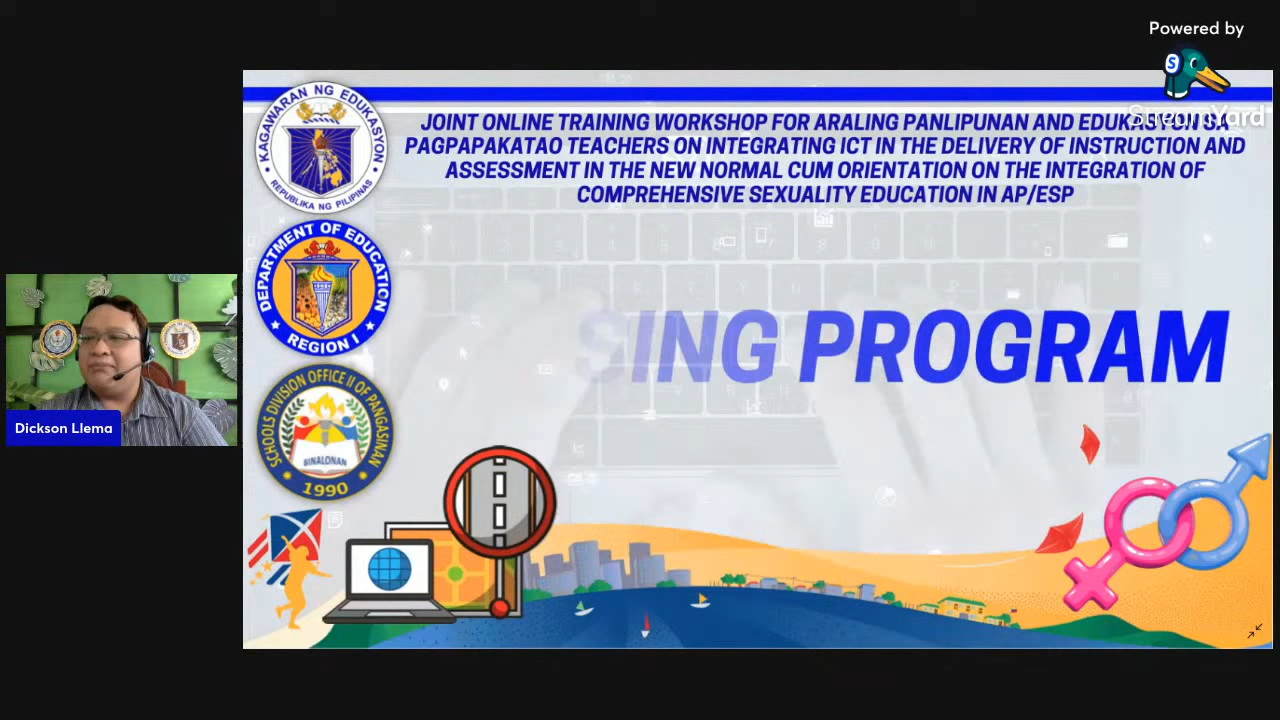 Powered by
StreamYard
KAGAWARAN NG EDUKASYON
REPUBLIKA NG PILIPINAS
JOINT ONLINE TRAINING WORKSHOP FOR ARALING PANLIPUNAN AND EDUKASYON SA
PAGPAPAKATAO TEACHERS ON INTEGRATING ICT IN THE DELIVERY OF INSTRUCTION AND
ASSESSMENT IN THE NEW NORMAL CUM ORIENTATION ON THE INTEGRATION OF
COMPREHENSIVE SEXUALITY EDUCATION IN AP/ESP
DEPARTMENT OF EDUCATION
REGION I
SING PROGRAM
SCHOOLS DIVISION OFFICE II OF PANGASINAN
BINALONAN
1990
Dickson Llema